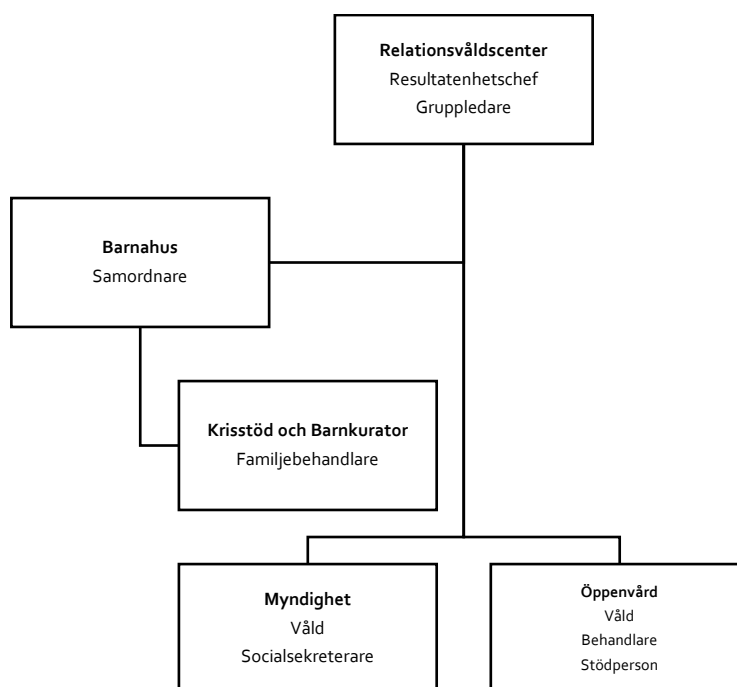 Relationsvåldscenter
Resultatenhetschef
Gruppledare
Barnahus
Samordnare
Krisstöd och Barnkurator
Familjebehandlare
Myndighet
Våld
Socialsekreterare
Öppenvård
Våld
Behandlare
Stödperson